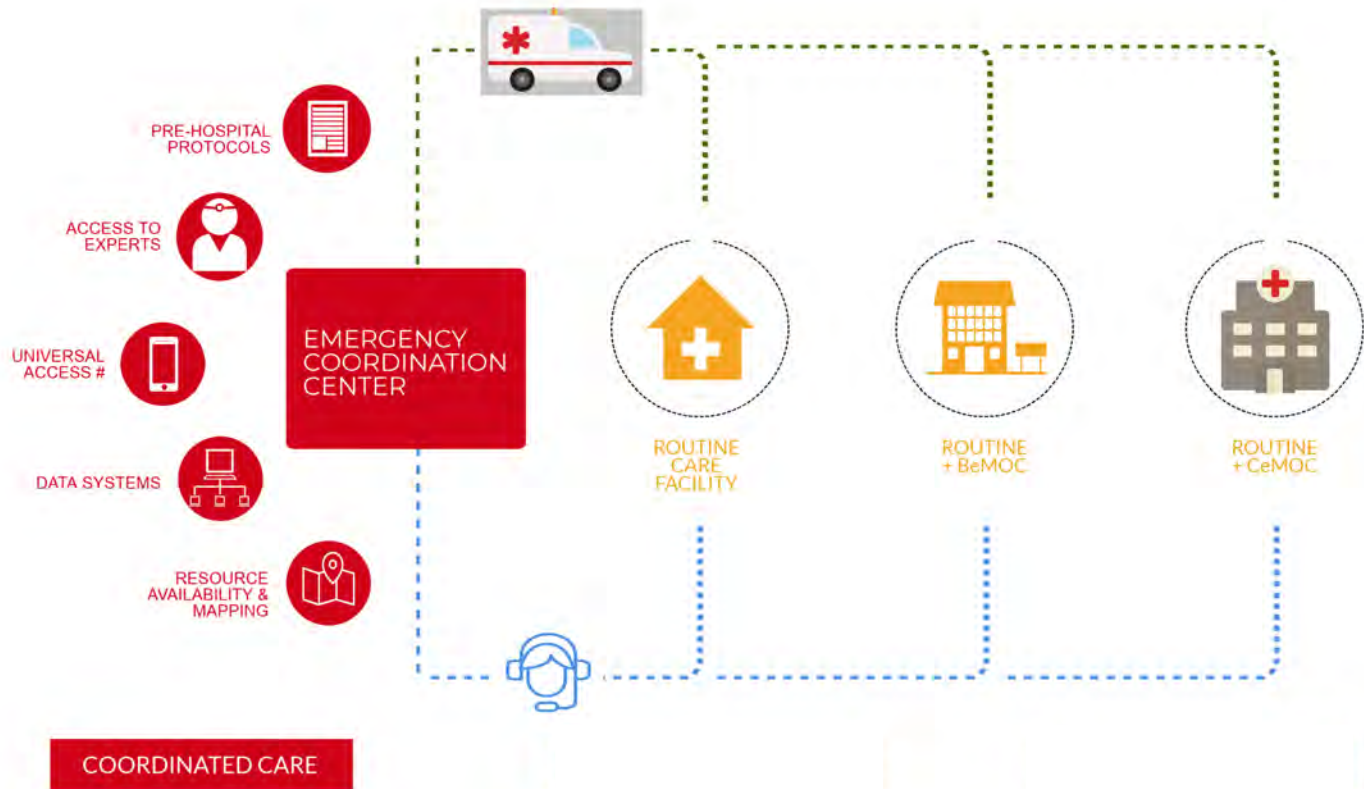 PRE-HOSPITAL
PROTOCOLS
ACCESS TO
EXPERTS
UNIVERSAL
ACCESS #
DATA SYSTEMS
RESOURCE
AVAILABILITY &
MAPPING
EMERGENCY
COORDINATION
CENTER
ROUTINE
CARE
FACILITY
ROUTINE
+ BeMOC
ROUTINE
+ CeMOC
COORDINATED CARE